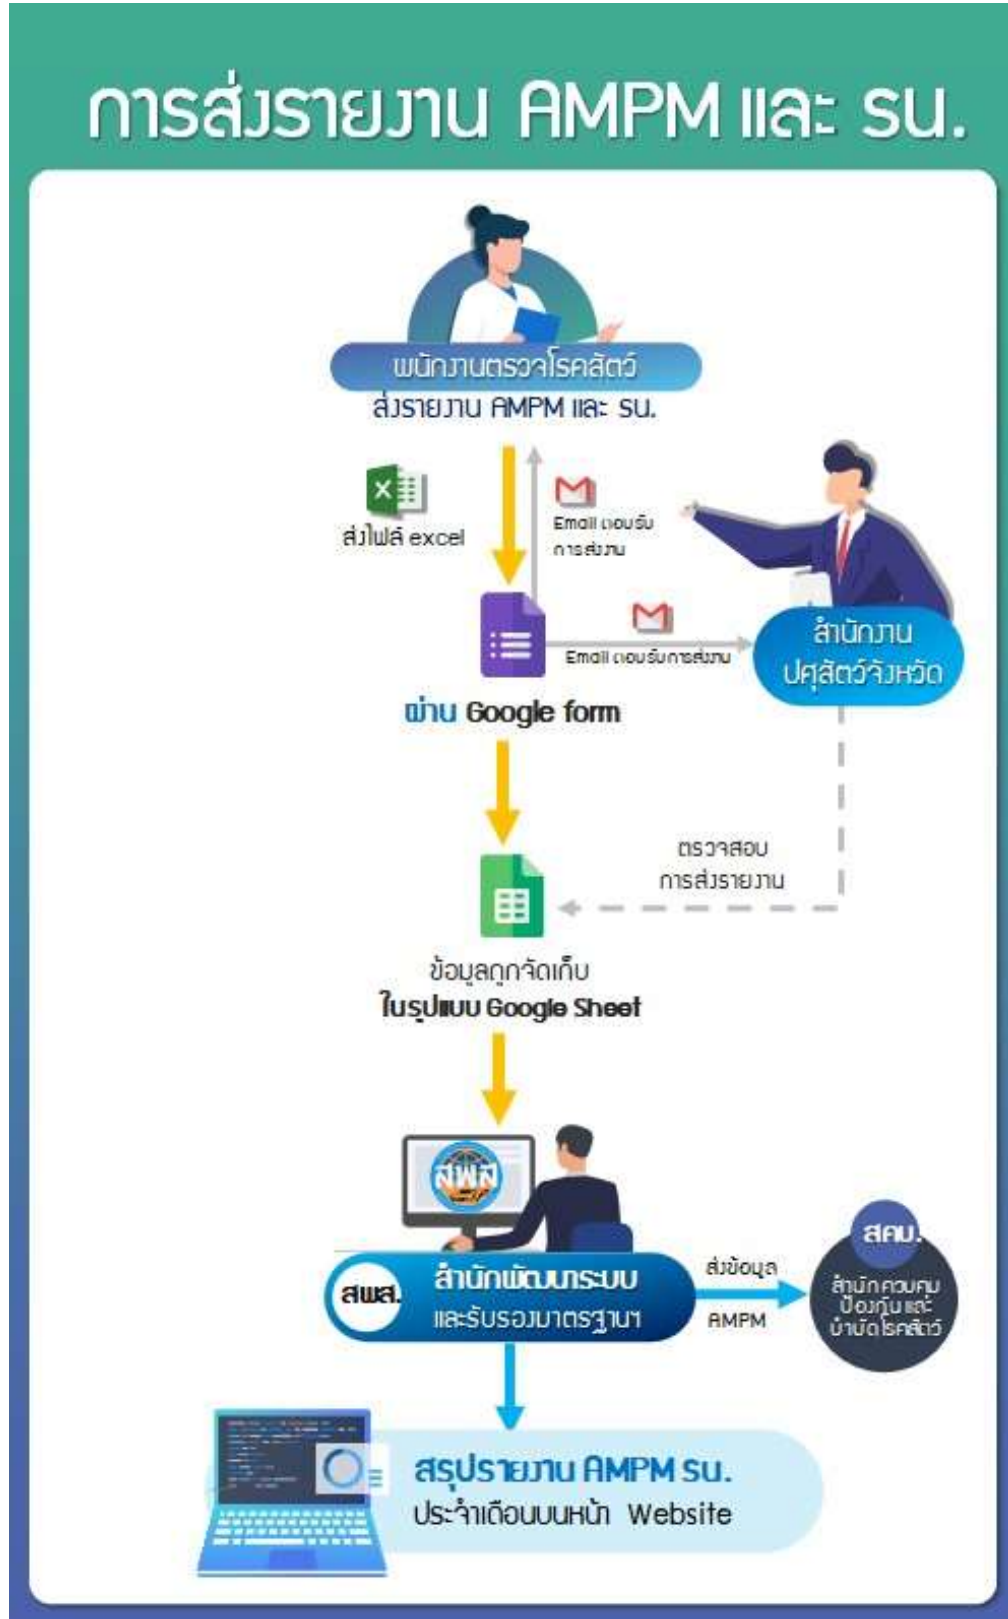 การส่งรายงาน AMPM และ รน.
พนักงานตรวจโรคสัตว์
ส่งรายงาน AMPM และ รน.
ส่งไฟล์ excel
Email ตอบรับ
การส่งงาน
Email ตอบรับการส่งงาน
สำนักงาน
ปศุสัตว์จังหวัด
ผ่าน Google form
ตรวจสอบ
การส่งรายงาน
ข้อมูลถูกจัดเก็บ
ในรูปแบบ Google Sheet
สพส
สพส.
สำนักพัฒนาระบบ
และรับรองมาตรฐานฯ
ส่งข้อมูล
AMPM
สคบ.
สำนักควบคุม
ป้องกัน และ
บำบัดโรคสัตว์
สรุปรายงาน AMPM รน.
ประจำเดือนบนหน้า Website